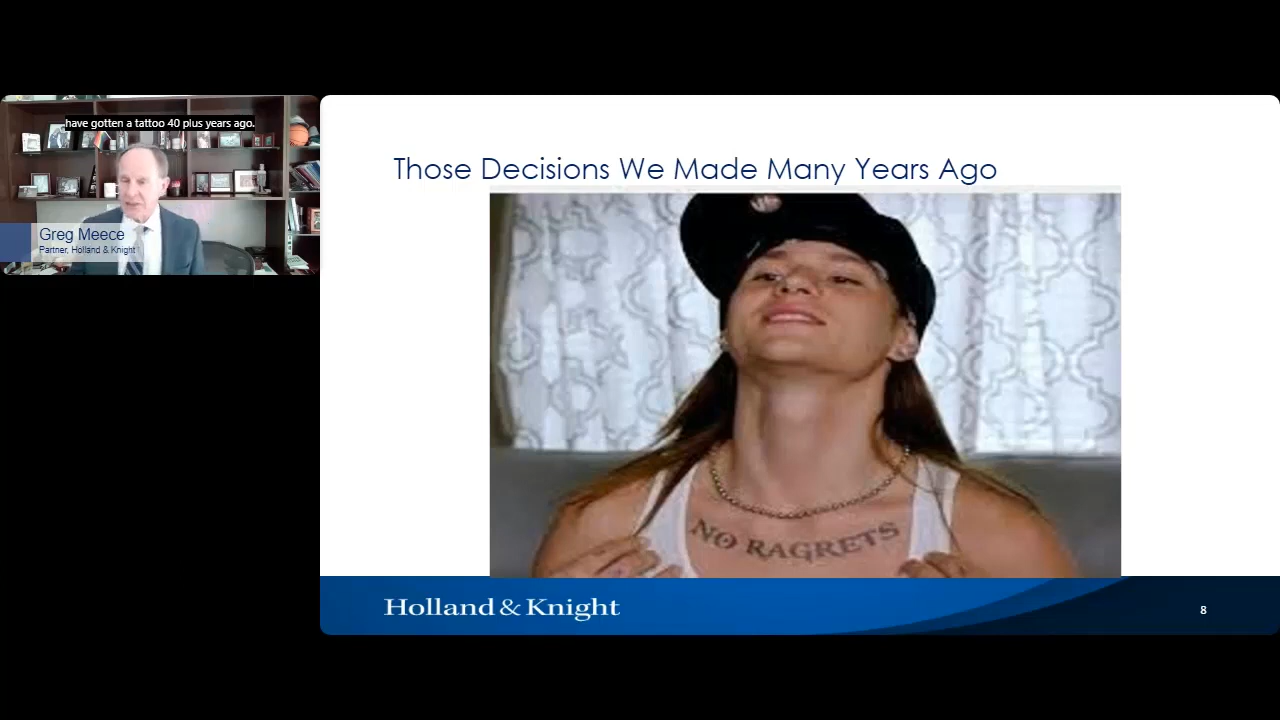 have gotten a tattoo 40 plus years ago.
Greg Meece
Partner, Holland & Knight
Those Decisions We Made Many Years Ago
NO RAGRETS
Holland & Knight
8